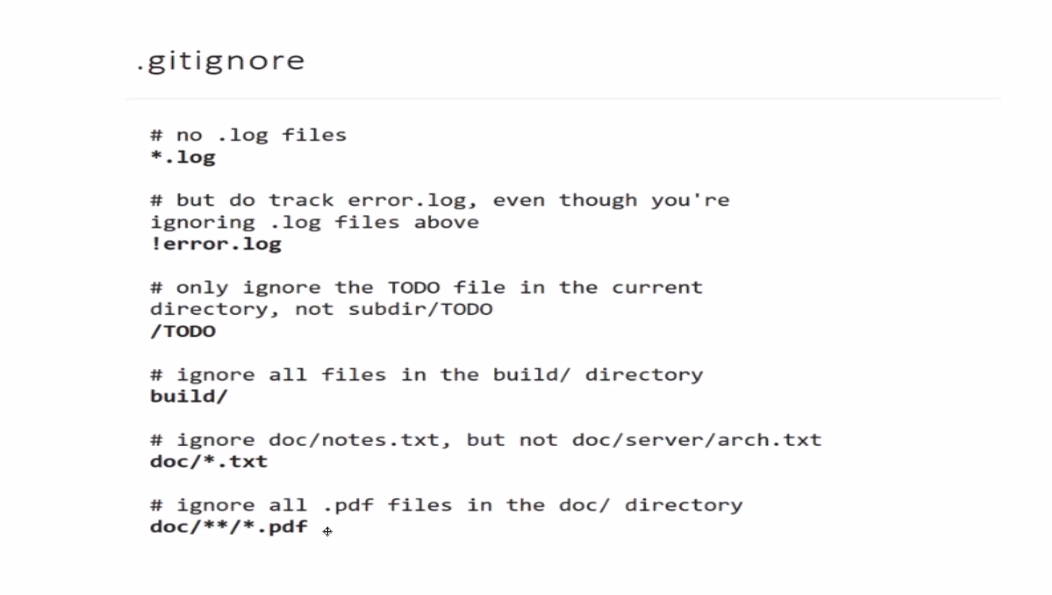 .gitignore
# no .log files
*.log
# but do track error.log, even though you're
ignoring .log files above
!error.log
# only ignore the TODO file in the current
directory, not subdir/TODO
/TODO
# ignore all files in the build/ directory
build/
# ignore doc/notes.txt, but not doc/server/arch.txt
doc/*.txt
# ignore all .pdf files in the doc/ directory
doc/**/*.pdf